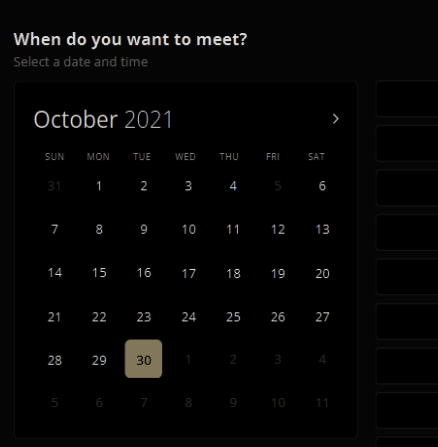 When do you want to meet?
Select a date and time
October 2021
SUN MON TUE WED THU FRI SAT
31 1 2 3 4 5 6
7 8 9 10 11 12 13
14 15 16 17 18 19 20
21 22 23 24 25 26 27
28 29 30 1 2 3 4
5 6 7 8 9 10 11